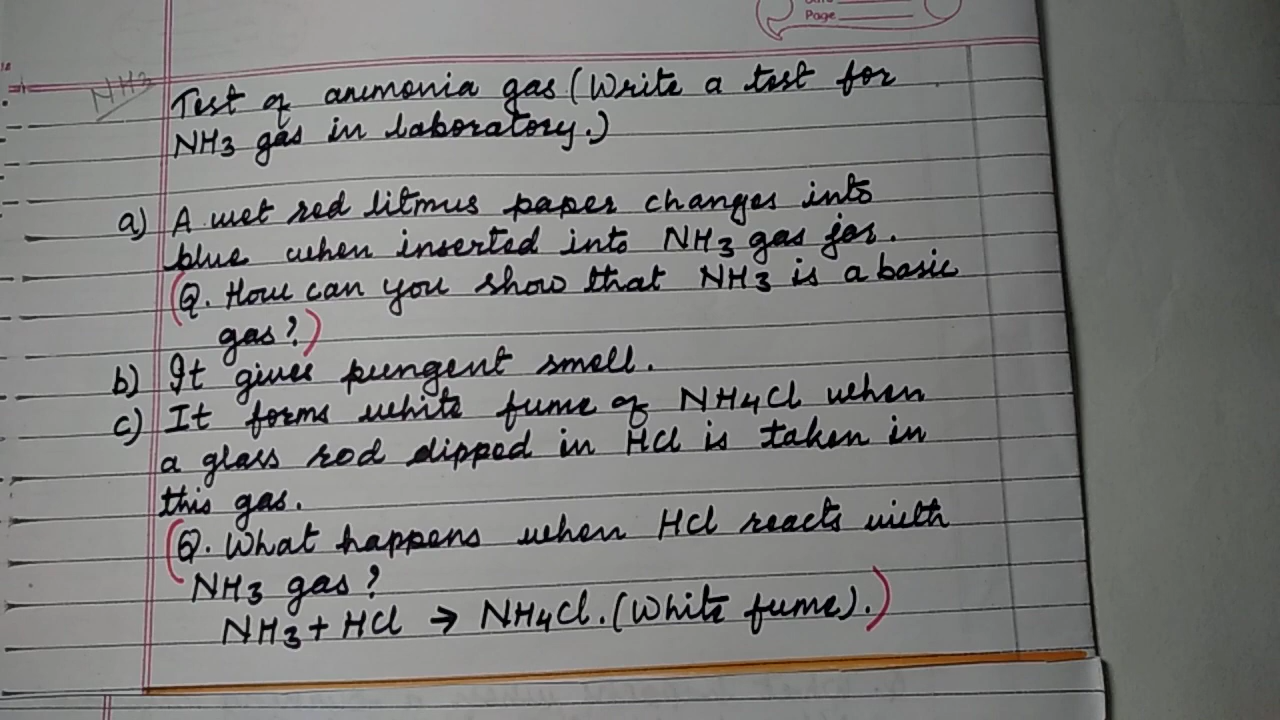 Page
NH3
Test of ammonia gas (Write a test for
NH3 gas in laboratory.)
a) A wet red litmus paper changes into
blue when inserted into NH3 gas jar.
(Q. How can you show that NH3 is a basic
gas?)
b) It gives pungent smell.
c) It forms white fume of NH4Cl when
a glass rod dipped in HCl is taken in
this gas.
(Q. What happens when HCl reacts with
NH3 gas?
NH3 + HCl → NH4Cl. (White fume).)